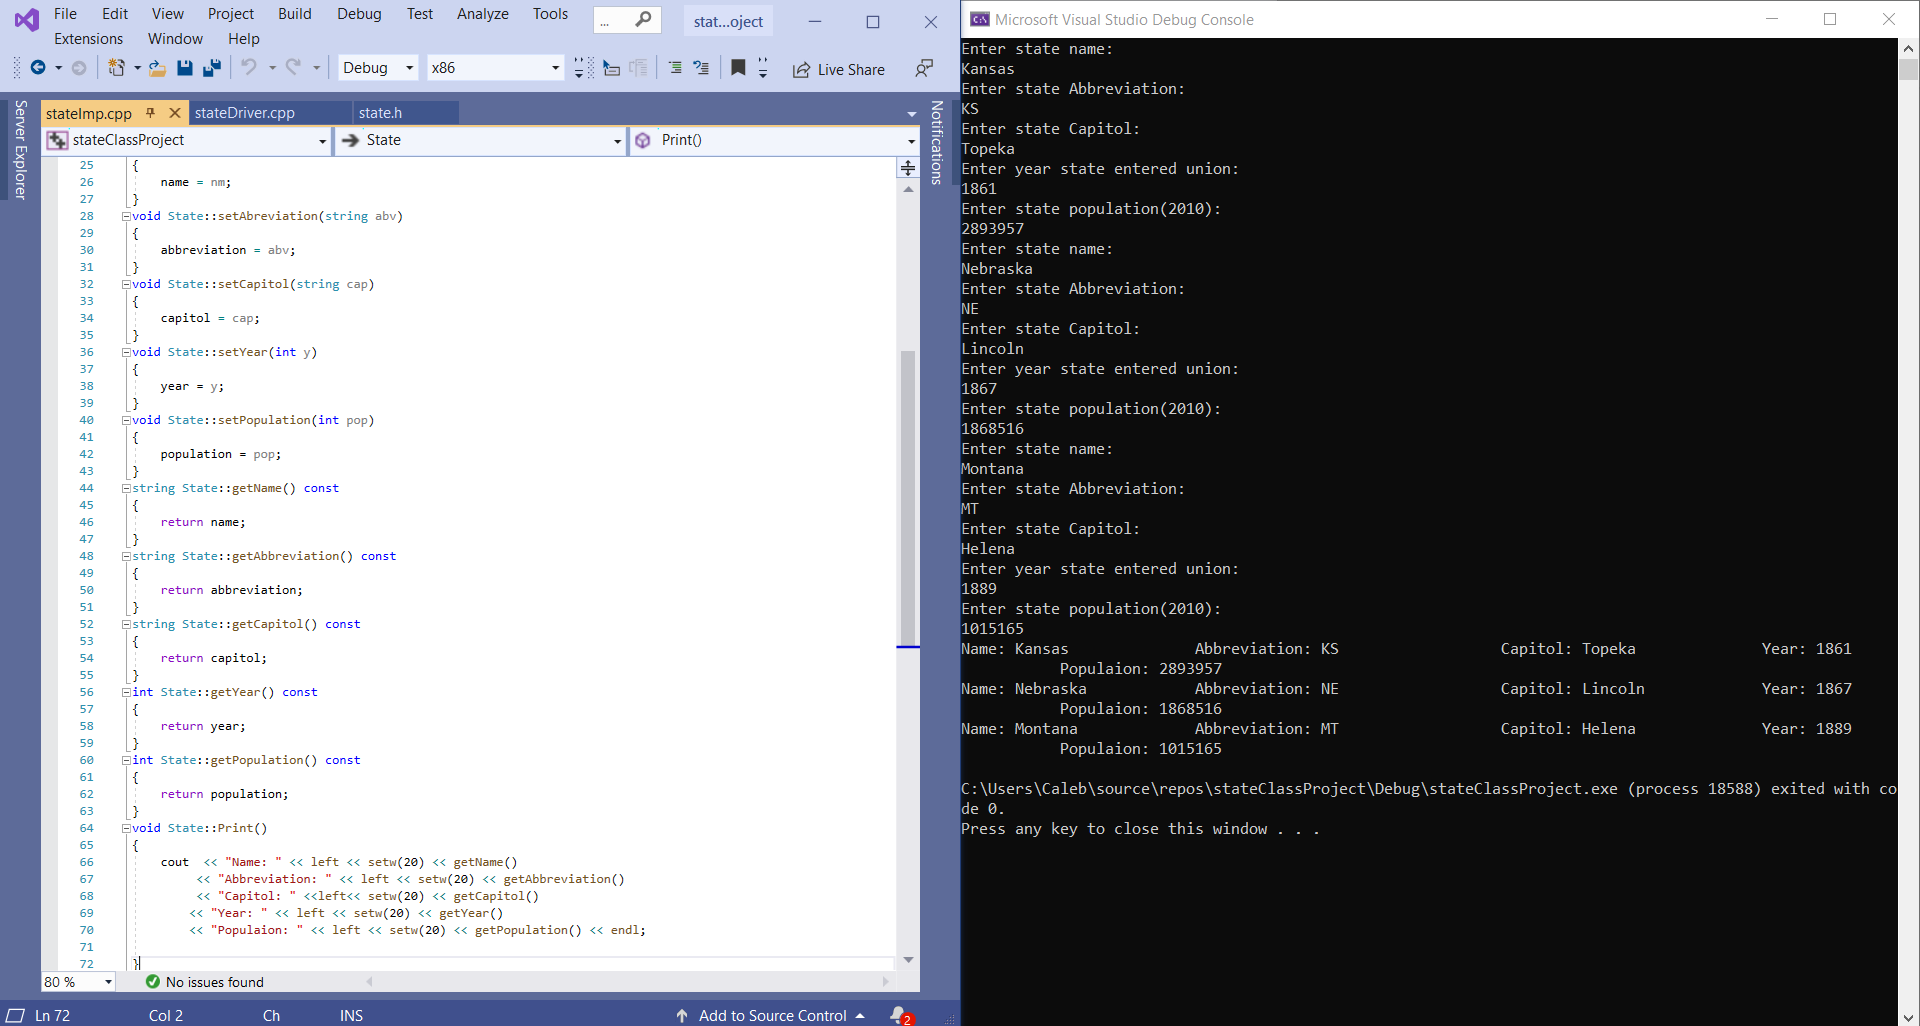 File Edit View Project Build Debug Test Analyze Tools ... stat...oject
Extensions Window Help
Debug x86 Live Share
Server Explorer
stateImp.cpp stateDriver.cpp state.h
stateClassProject State Print()
Notifications
25 {
26 name = nm;
27 }
28 void State::setAbreviation(string abv)
29 {
30 abbreviation = abv;
31 }
32 void State::setCapitol(string cap)
33 {
34 capitol = cap;
35 }
36 void State::setYear(int y)
37 {
38 year = y;
39 }
40 void State::setPopulation(int pop)
41 {
42 population = pop;
43 }
44 string State::getName() const
45 {
46 return name;
47 }
48 string State::getAbbreviation() const
49 {
50 return abbreviation;
51 }
52 string State::getCapitol() const
53 {
54 return capitol;
55 }
56 int State::getYear() const
57 {
58 return year;
59 }
60 int State::getPopulation() const
61 {
62 return population;
63 }
64 void State::Print()
65 {
66 cout  << "Name: " << left << setw(20) << getName()
67 << "Abbreviation: " << left << setw(20) << getAbbreviation()
68 << "Capitol: " <<left<< setw(20) << getCapitol()
69 << "Year: " << left << setw(20) << getYear()
70 << "Populaion: " << left << setw(20) << getPopulation() << endl;
71
72 }
80 % No issues found
Ln 72 Col 2 Ch INS Add to Source Control 2
Microsoft Visual Studio Debug Console
Enter state name:
Kansas
Enter state Abbreviation:
KS
Enter state Capitol:
Topeka
Enter year state entered union:
1861
Enter state population(2010):
2893957
Enter state name:
Nebraska
Enter state Abbreviation:
NE
Enter state Capitol:
Lincoln
Enter year state entered union:
1867
Enter state population(2010):
1868516
Enter state name:
Montana
Enter state Abbreviation:
MT
Enter state Capitol:
Helena
Enter year state entered union:
1889
Enter state population(2010):
1015165
Name: Kansas Abbreviation: KS Capitol: Topeka Year: 1861
Populaion: 2893957
Name: Nebraska Abbreviation: NE Capitol: Lincoln Year: 1867
Populaion: 1868516
Name: Montana Abbreviation: MT Capitol: Helena Year: 1889
Populaion: 1015165
C:\Users\Caleb\source\repos\stateClassProject\Debug\stateClassProject.exe (process 18588) exited with co
de 0.
Press any key to close this window . . .